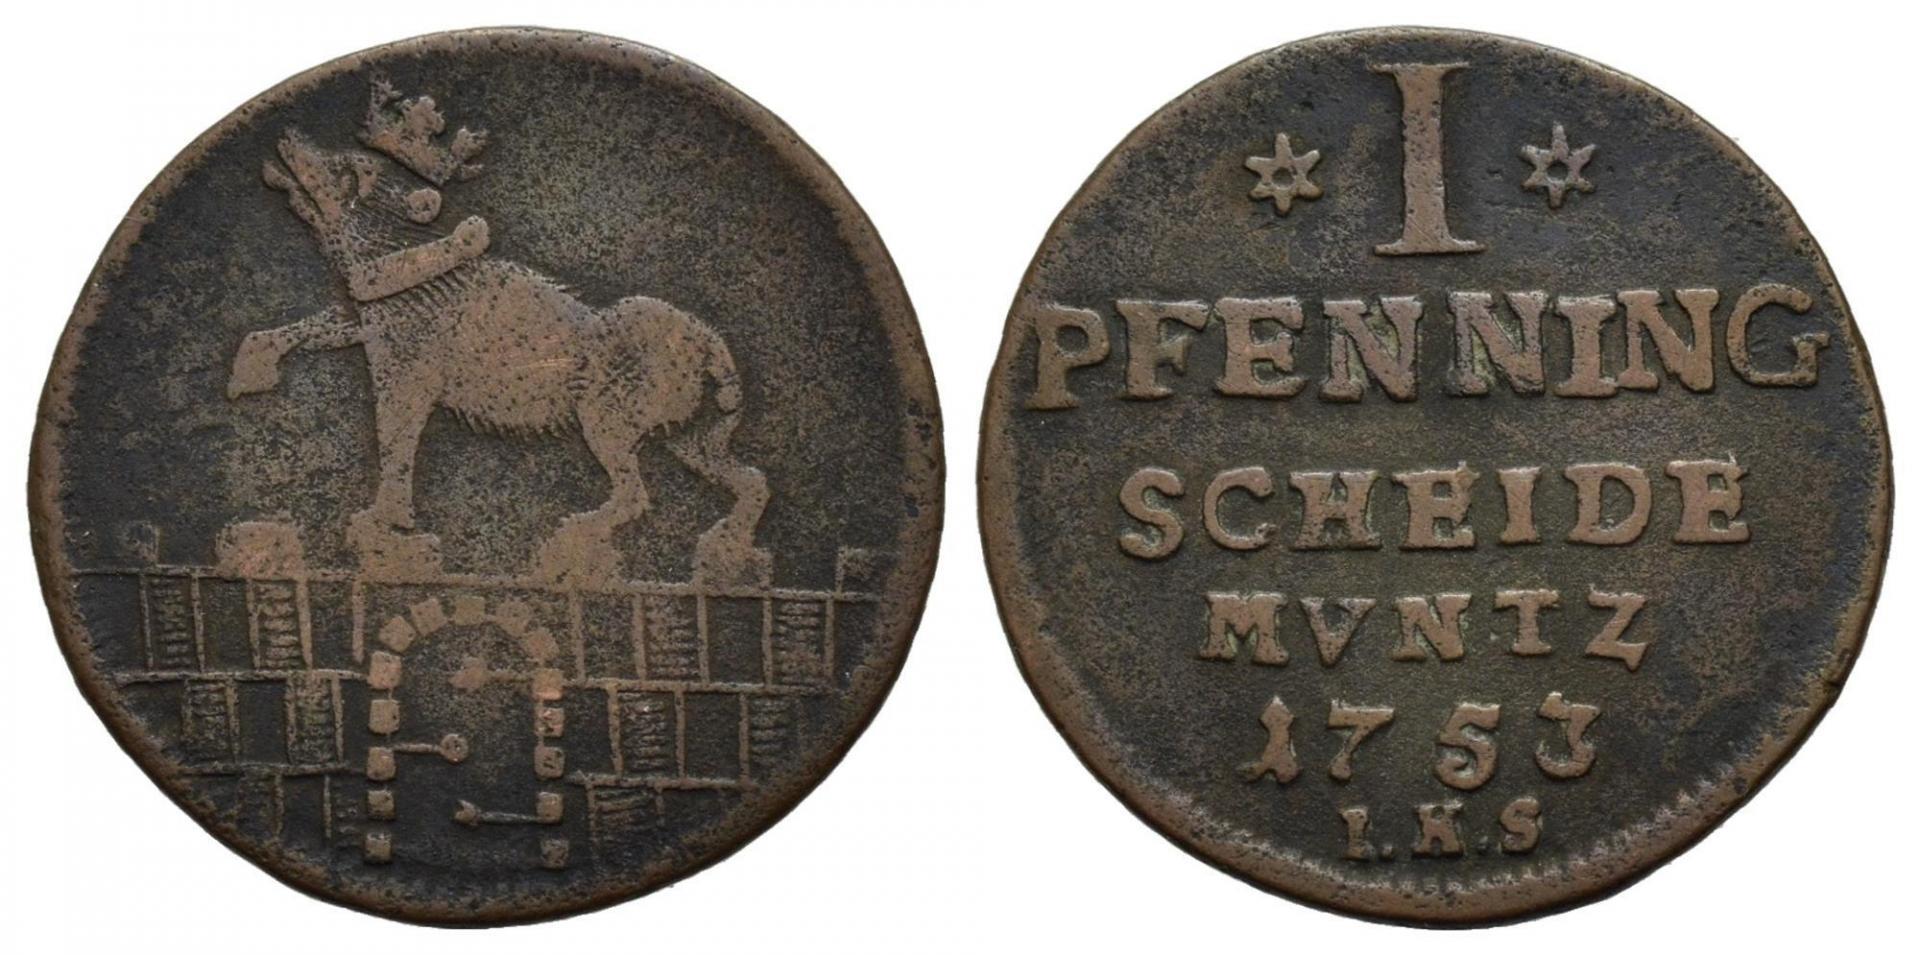 * I *
PFENNING
SCHEIDE
MVNTZ
1753
I.H.S